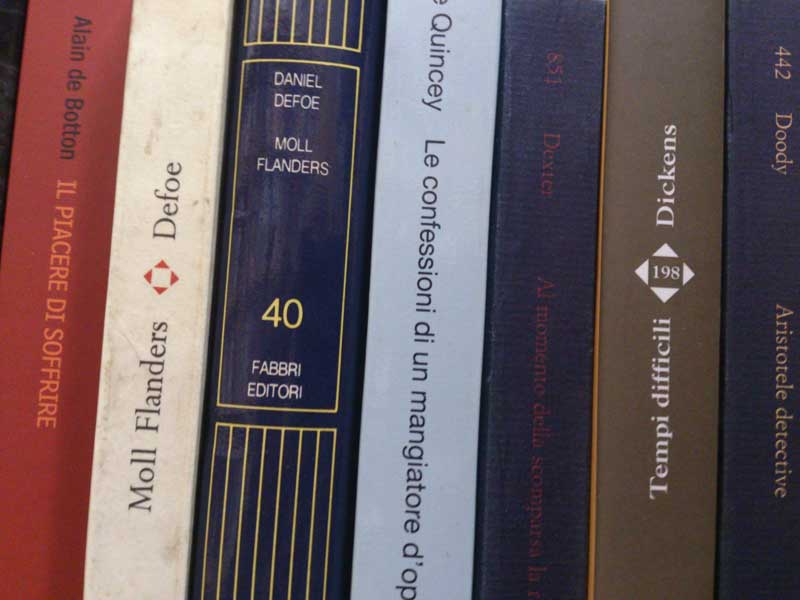 Alain de Botton IL PIACERE DI SOFFRIRE
Moll Flanders Defoe
DANIEL
DEFOE
MOLL
FLANDERS
40
FABBRI
EDITORI
Quincey Le confessioni di un mangiatore d'op
851 Dexter Al momento della scomparsa la r
Tempi difficili 198 Dickens
442 Doody Aristotele detective